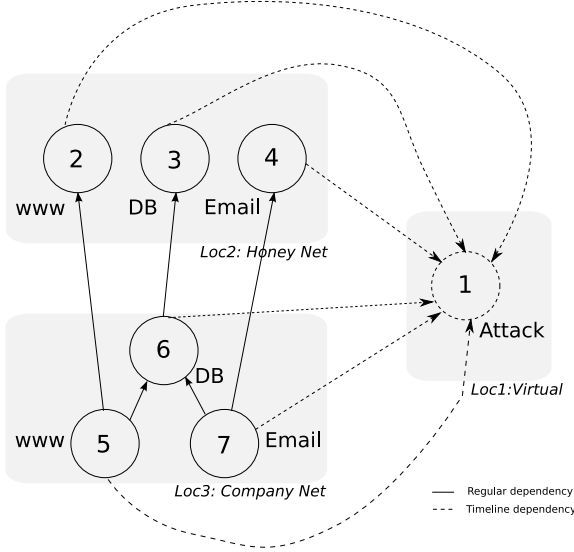 2
3
4
www
DB
Email
Loc2: Honey Net
1
Attack
Loc1:Virtual
6
DB
www
5
7
Email
Loc3: Company Net
Regular dependency
Timeline dependency